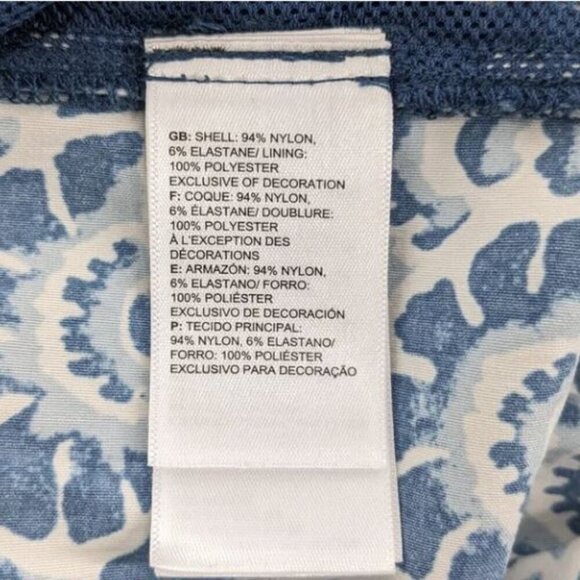 GB: SHELL: 94% NYLON,
6% ELASTANE/ LINING:
100% POLYESTER
EXCLUSIVE OF DECORATION
F: COQUE: 94% NYLON,
6% ÉLASTANE/ DOUBLURE:
100% POLYESTER
À L'EXCEPTION DES
DÉCORATIONS
E: ARMAZÓN: 94% NYLON,
6% ELASTANO/ FORRO:
100% POLIÉSTER
EXCLUSIVO DE DECORACIÓN
P: TECIDO PRINCIPAL:
94% NYLON, 6% ELASTANO/
FORRO: 100% POLIÉSTER
EXCLUSIVO PARA DECORAÇÃO